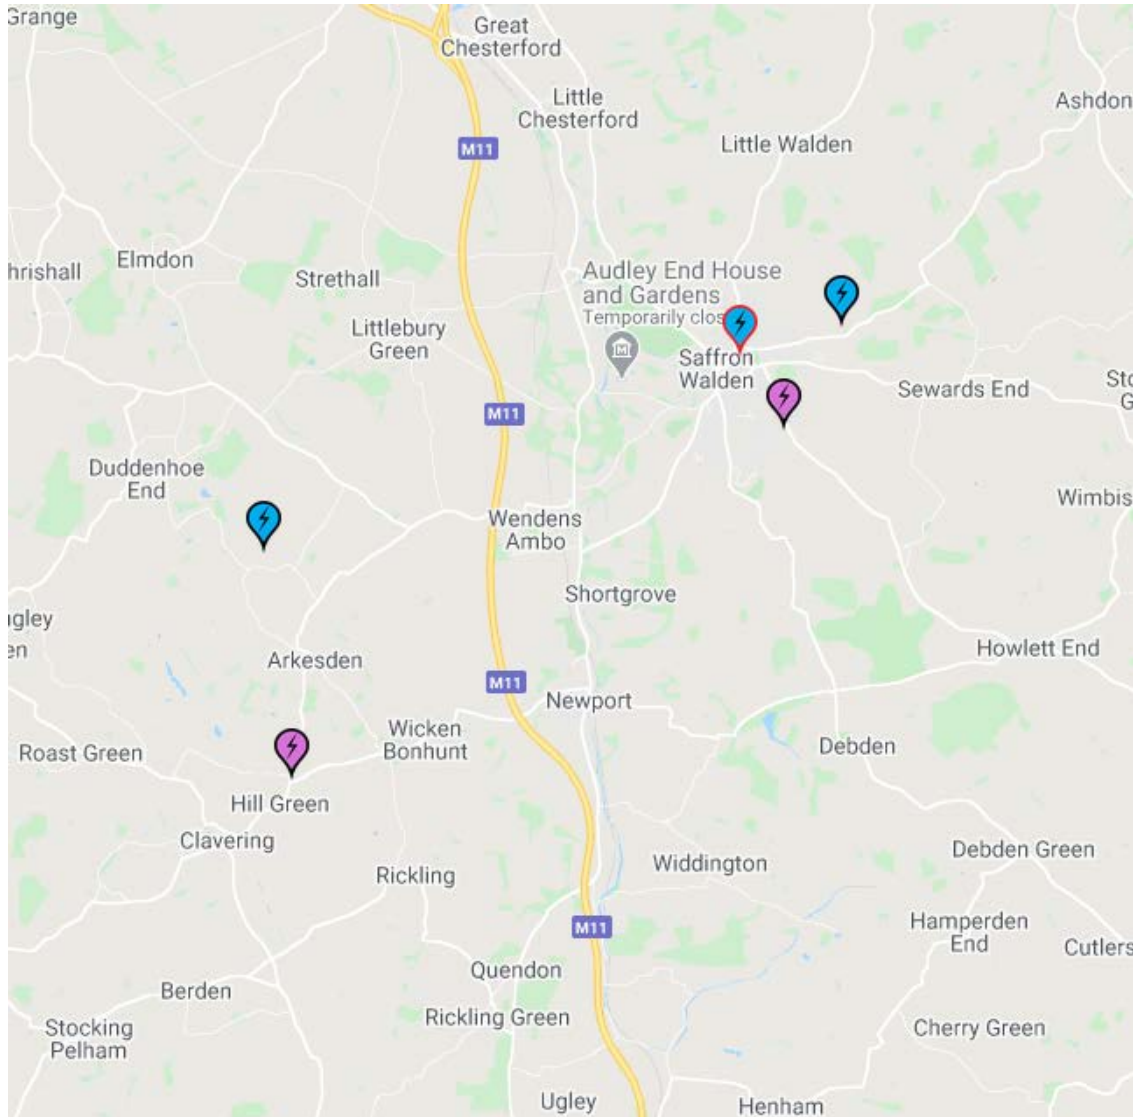 Grange
Great
Chesterford
Little
Chesterford
Ashdon
M11
Little Walden
Elmdon
hrishall
Strethall
Audley End House
and Gardens
Temporarily clos
Littlebury
Green
Saffron
Walden
Sewards End
Sto
G
M11
Duddenhoe
End
Wimbis
Wendens
Ambo
Shortgrove
gley
en
Arkesden
Howlett End
M11
Newport
Wicken
Bonhunt
Roast Green
Debden
Hill Green
Clavering
Rickling
Widdington
Debden Green
M11
Hamperden
End
Cutlers
Quendon
Berden
Rickling Green
Stocking
Pelham
Cherry Green
Ugley
Henham